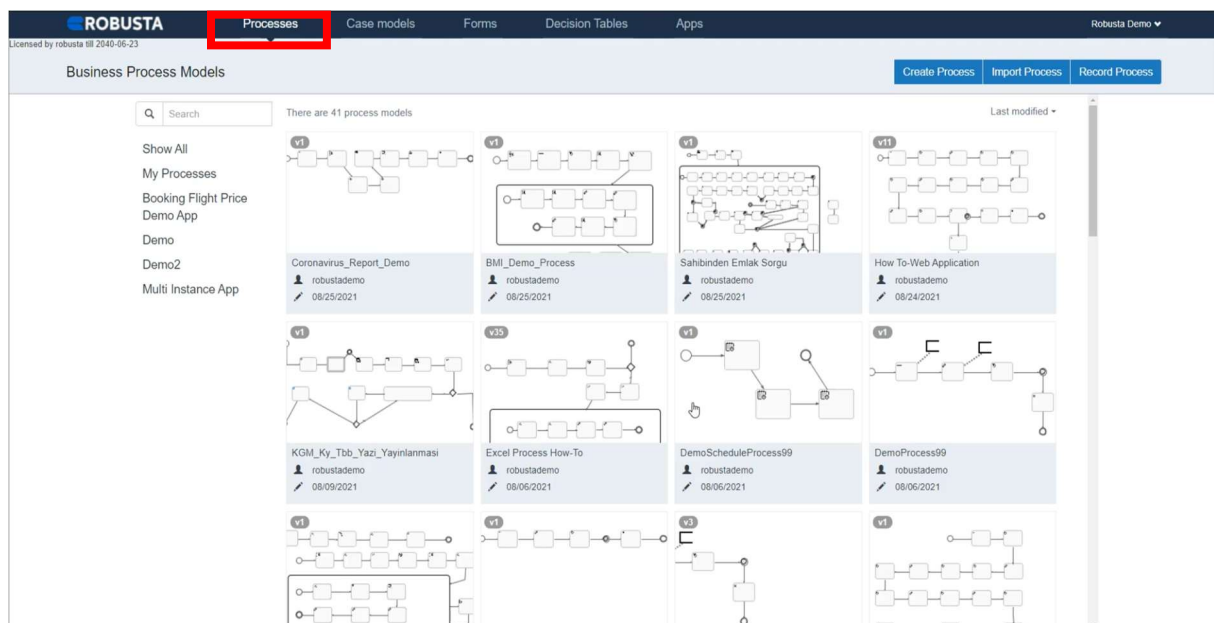 ROBUSTA Processes Case models Forms Decision Tables Apps Robusta Demo
Licensed by robusta till 2040-06-23
Business Process Models Create Process Import Process Record Process
Search There are 41 process models Last modified
Show All
My Processes
Booking Flight Price
Demo App
Demo
Demo2
Multi Instance App
v1 v1 v1 v11
Coronavirus_Report_Demo BMI_Demo_Process Sahibinden Emlak Sorgu How To-Web Application
robustademo robustademo robustademo robustademo
08/25/2021 08/25/2021 08/25/2021 08/24/2021
v1 v35 v1 v1
KGM_Ky_Tbb_Yazi_Yayinlanmasi Excel Process How-To DemoScheduleProcess99 DemoProcess99
robustademo robustademo robustademo robustademo
08/09/2021 08/06/2021 08/06/2021 08/06/2021
v1 v1 v3 v1